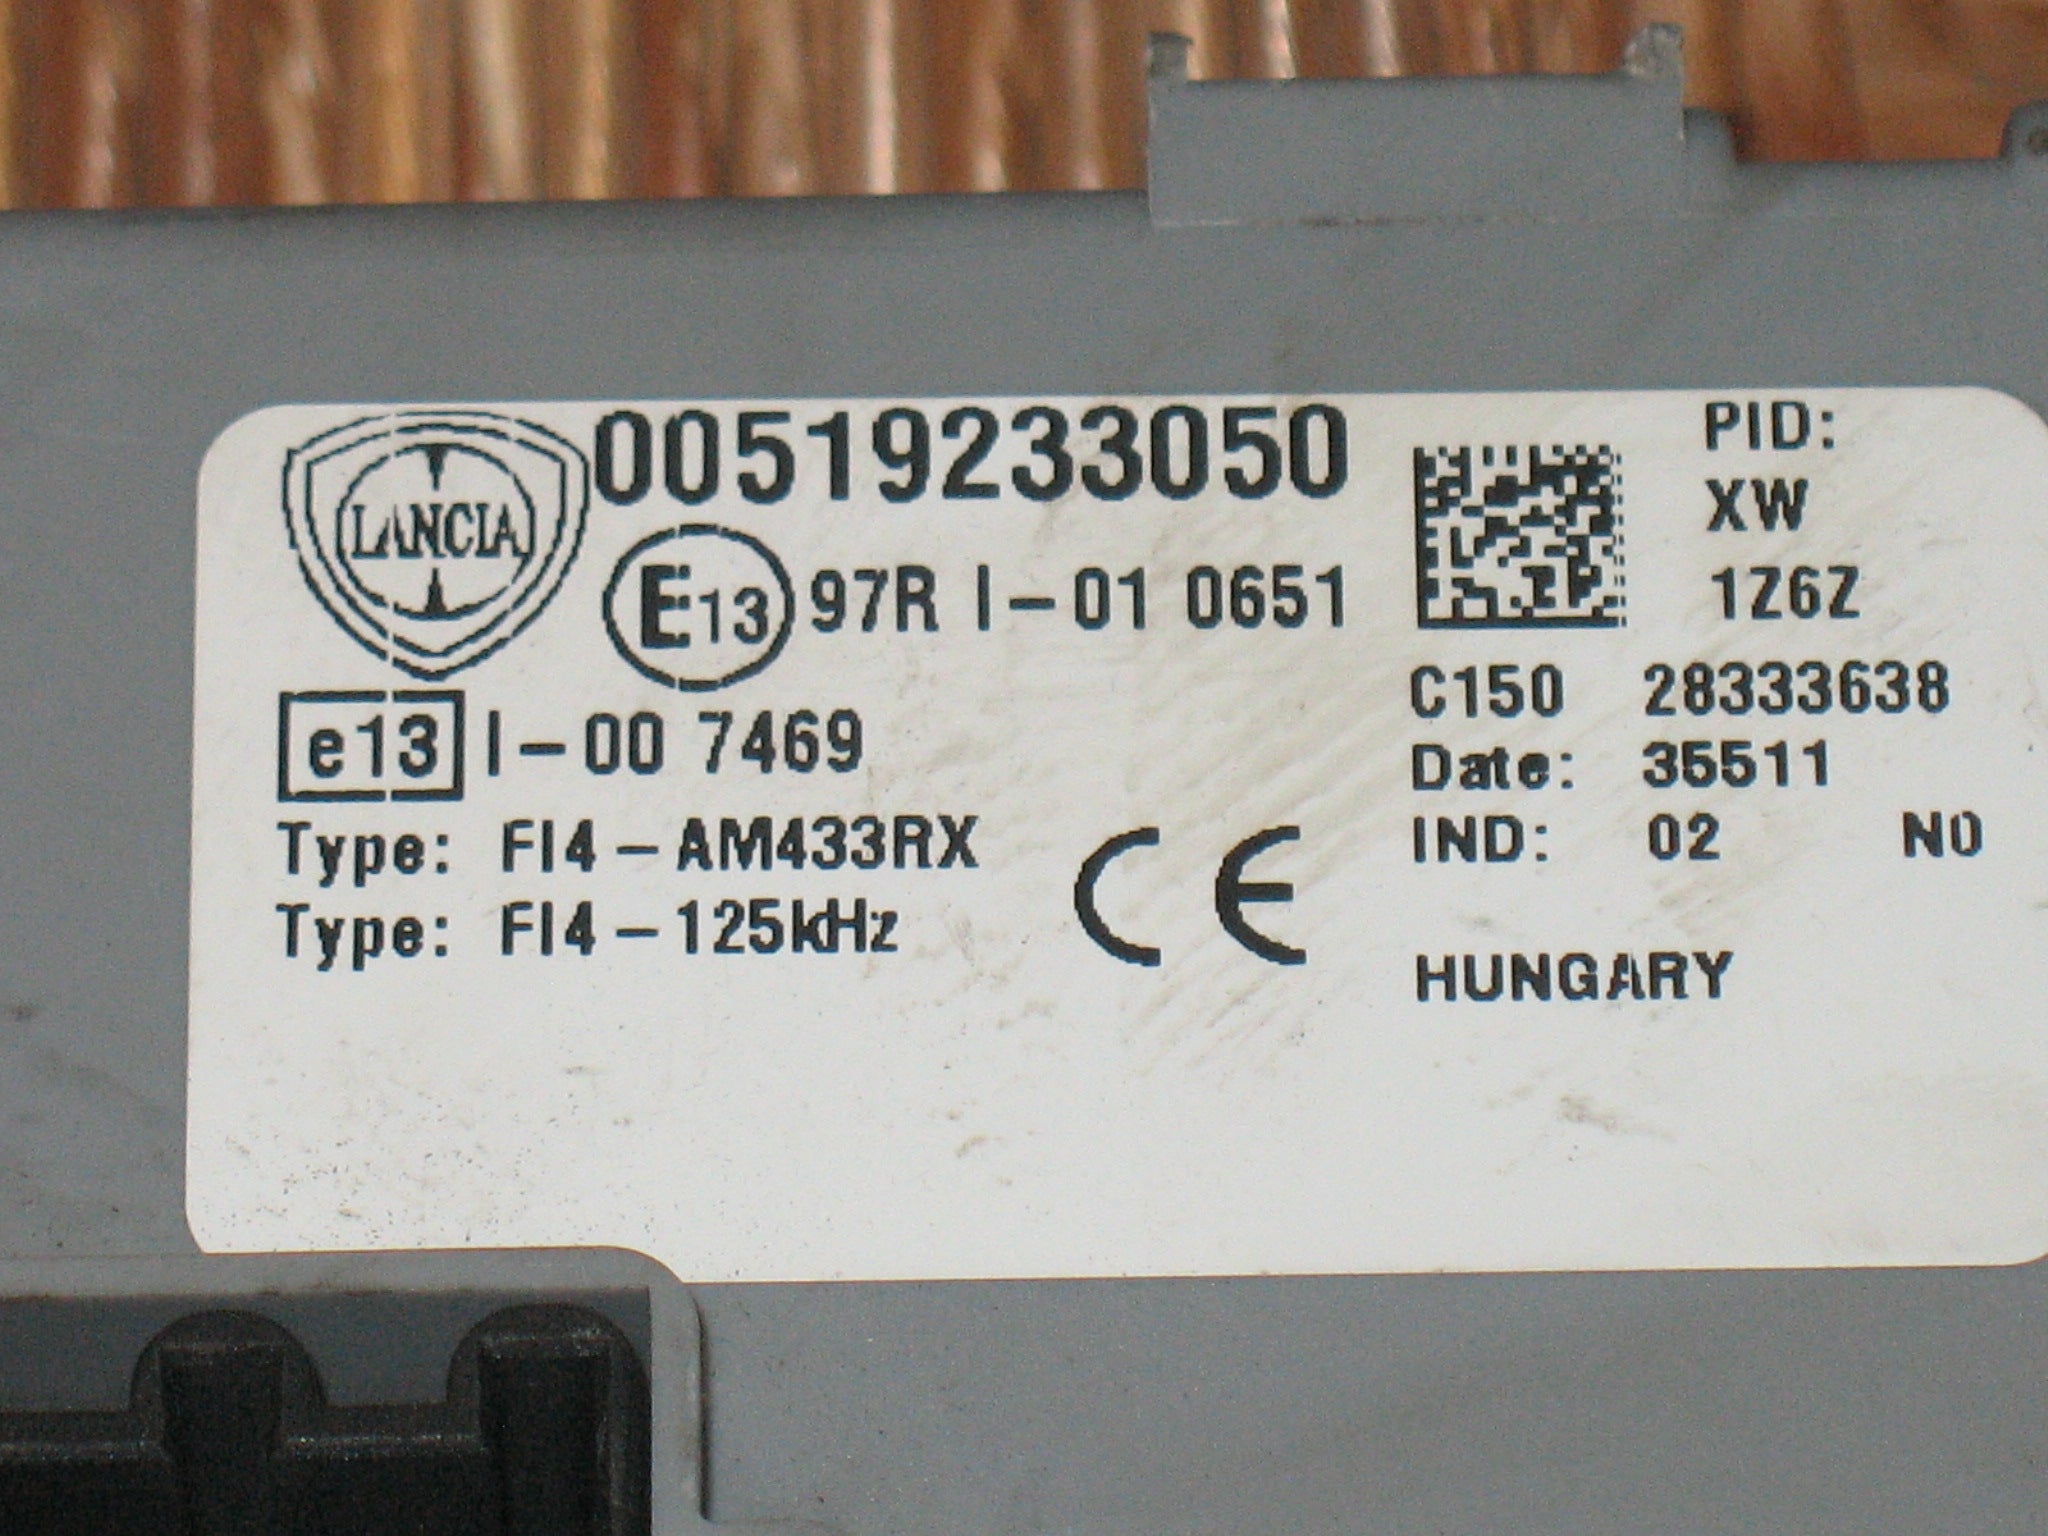 LANCIA
00519233050
E13 97R I-01 0651
e13 I-00 7469
Type: FI4-AM433RX
Type: FI4-125kHz
CE
PID:
XW
1Z6Z
C150 28333638
Date: 35511
IND: 02 N0
HUNGARY